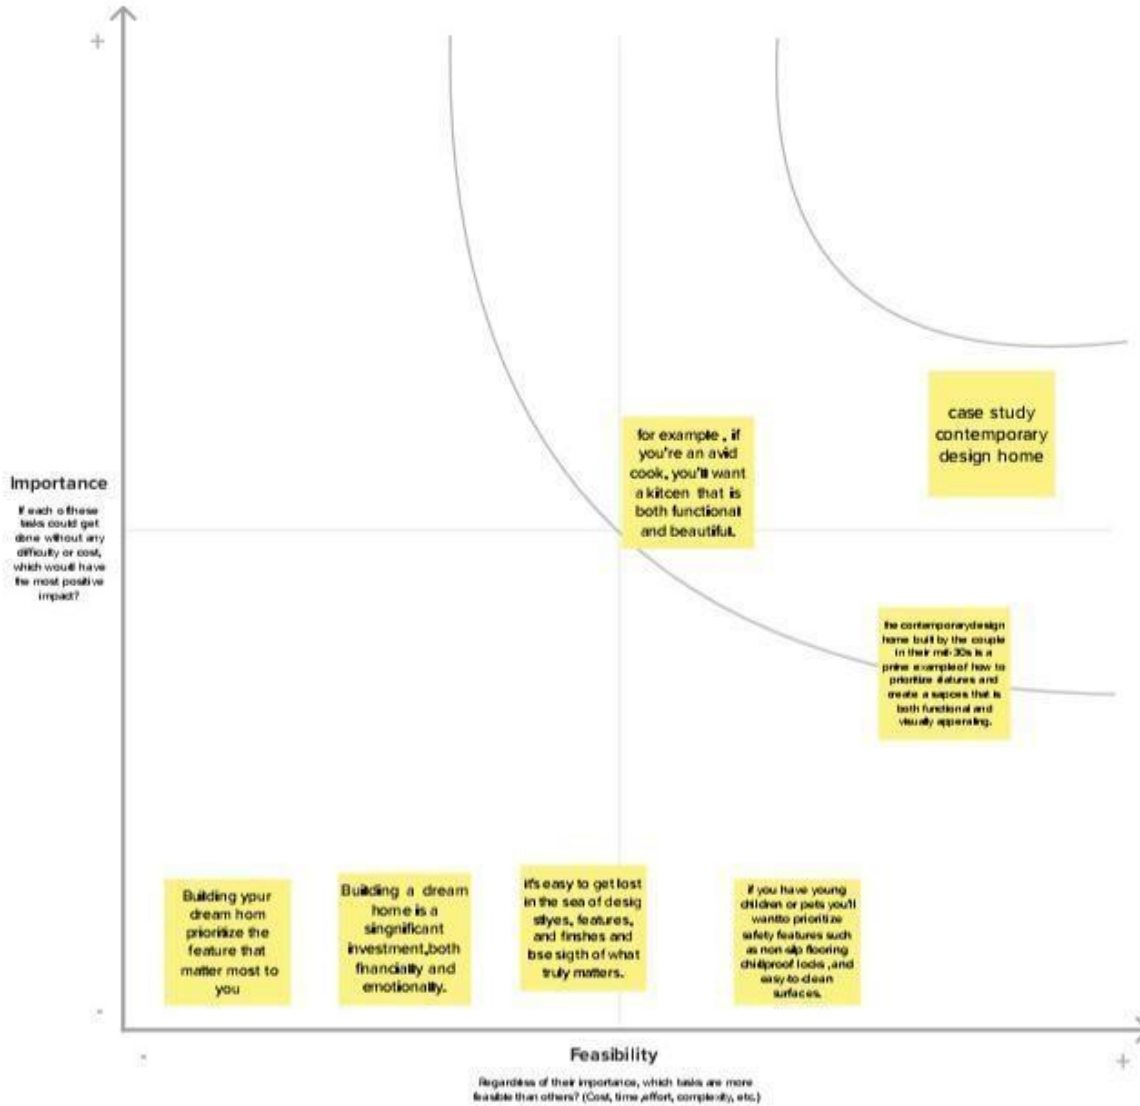 +
for example , if
you're an avid
cook, you'll want
a kitcen that is
both functional
and beautiful.
case study
contemporary
design home
Importance
If each of these
tasks could get
done without any
difficulty or cost,
which would have
the most positive
impact?
the contemporary design
home built by the couple
in their mid-30s is a
prime example of how to
prioritize features and
create a sapces that is
both functional and
visually apperaling.
Building your
dream hom
prioritize the
feature that
matter most to
you
Building a dream
home is a
singnificant
investment,both
financially and
emotionally.
it's easy to get lost
in the sea of desig
stlyes, features,
and finshes and
lose sigth of what
truly matters.
if you have young
children or pets you'll
wantto prioritize
safety features such
as non-slip flooring
childproof locks ,and
easy-to-clean
surfaces.
-
-
Feasibility
+
Regardless of their importance, which tasks are more
feasible than others? (Cost, time ,effort, complexity, etc.)